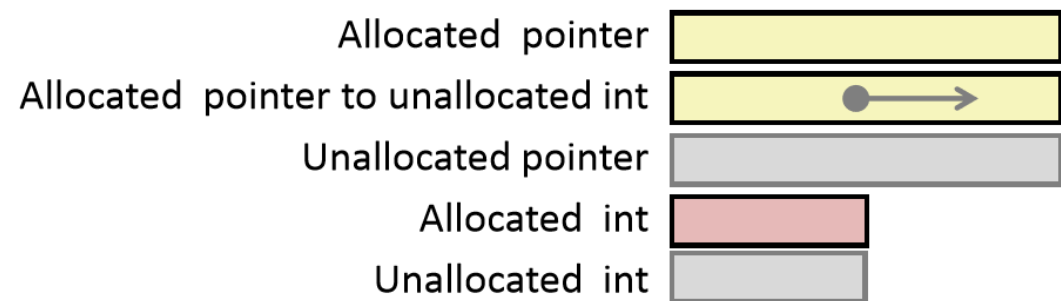 Allocated pointer
Allocated pointer to unallocated int
Unallocated pointer
Allocated int
Unallocated int